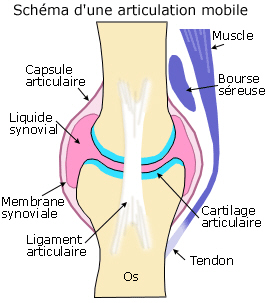 Schéma d'une articulation mobile
Muscle
Capsule
articulaire
Bourse
séreuse
Liquide
synovial
Membrane
synoviale
Cartilage
articulaire
Ligament
articulaire
Tendon
Os